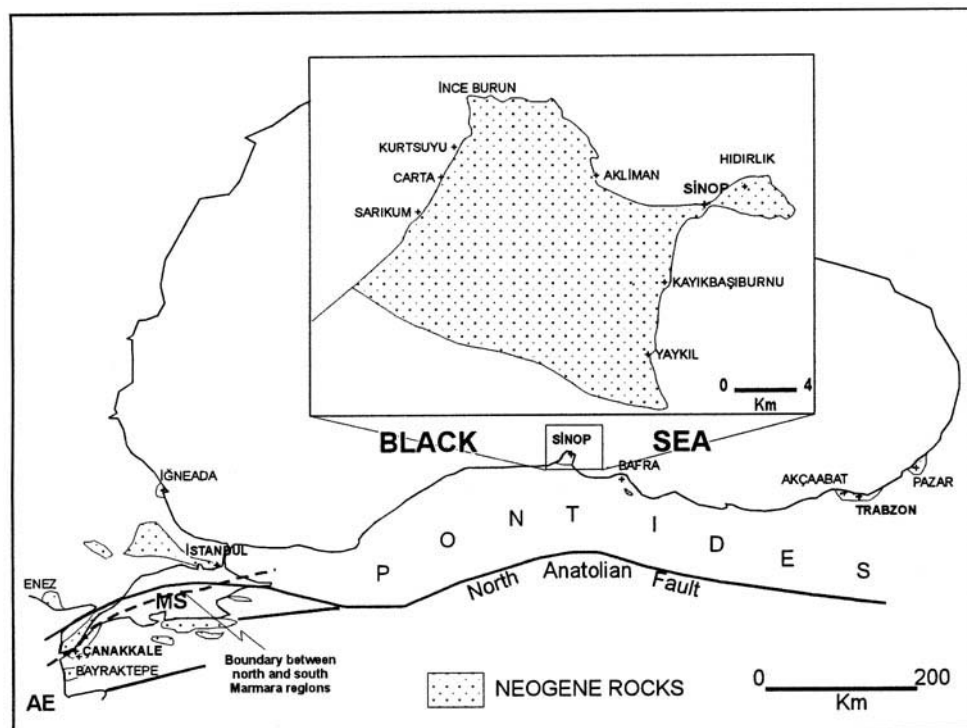 İNCE BURUN
KURTSUYU
HIDIRLIK
CARTA
AKLİMAN
SİNOP
SARIKUM
KAYIKBAŞIBURNU
YAYKIL
0 4
Km
BLACK SEA
SİNOP
BAFRA
İĞNEADA
AKÇAABAT
PAZAR
TRABZON
İSTANBUL
PONTIDES
ENEZ
North Anatolian Fault
MS
ÇANAKKALE
BAYRAKTEPE
Boundary between
north and south
Marmara regions
AE
NEOGENE ROCKS
0 200
Km